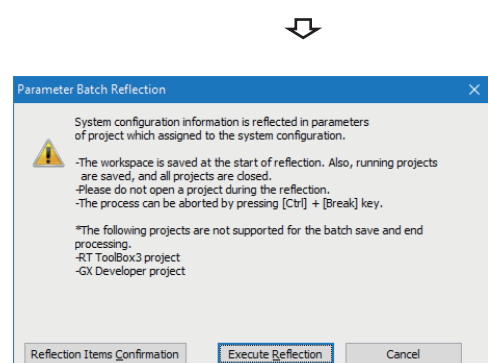 Parameter Batch Reflection
System configuration information is reflected in parameters
of project which assigned to the system configuration.
-The workspace is saved at the start of reflection. Also, running projects
are saved, and all projects are closed.
-Please do not open a project during the reflection.
-The process can be aborted by pressing [Ctrl] + [Break] key.
*The following projects are not supported for the batch save and end
processing.
-RT ToolBox3 project
-GX Developer project
Reflection Items Confirmation Execute Reflection Cancel